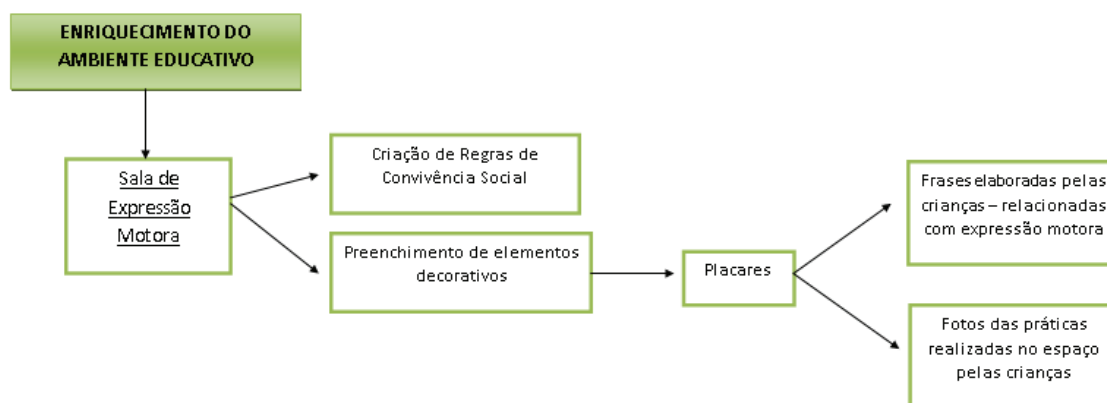 ENRIQUECIMENTO DO
AMBIENTE EDUCATIVO
Sala de
Expressão
Motora
Criação de Regras de
Convivência Social
Preenchimento de elementos
decorativos
Placares
Frases elaboradas pelas
crianças – relacionadas
com expressão motora
Fotos das práticas
realizadas no espaço
pelas crianças